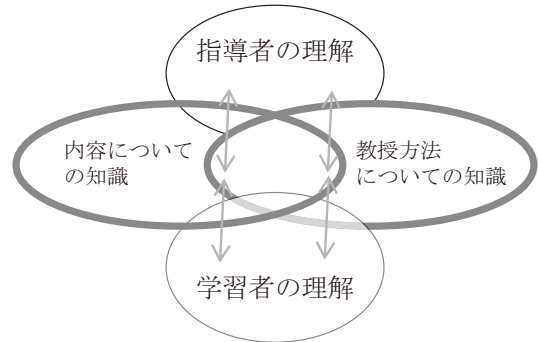 指導者の理解
内容について
の知識
教授方法
についての知識
学習者の理解